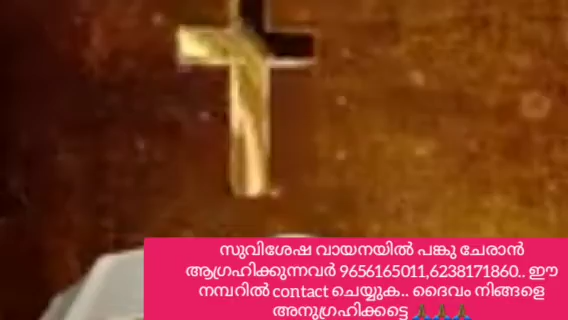 സുവിശേഷ വായനയിൽ പങ്കു ചേരാൻ
ആഗ്രഹിക്കുന്നവർ 9656165011,6238171860.. ഈ
നമ്പറിൽ contact ചെയ്യുക.. ദൈവം നിങ്ങളെ
അനുഗ്രഹിക്കട്ടെ 🙏🙏🙏